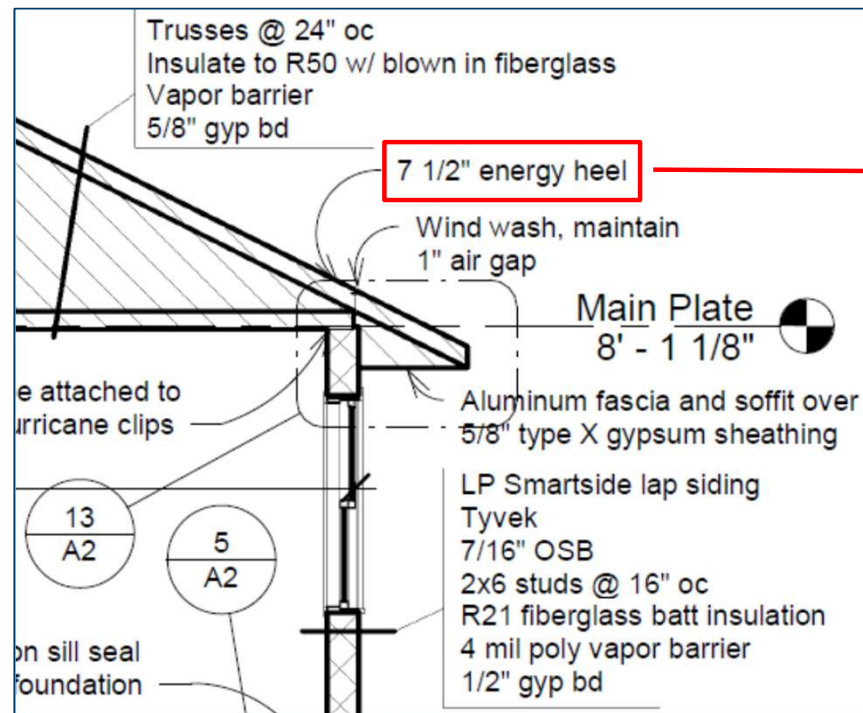 Trusses @ 24" oc
Insulate to R50 w/ blown in fiberglass
Vapor barrier
5/8" gyp bd
7 1/2" energy heel
Wind wash, maintain
1" air gap
Main Plate
8' - 1 1/8"
e attached to
urricane clips
Aluminum fascia and soffit over
5/8" type X gypsum sheathing
13
A2
5
A2
LP Smartside lap siding
Tyvek
7/16" OSB
2x6 studs @ 16" oc
R21 fiberglass batt insulation
4 mil poly vapor barrier
1/2" gyp bd
on sill seal
foundation